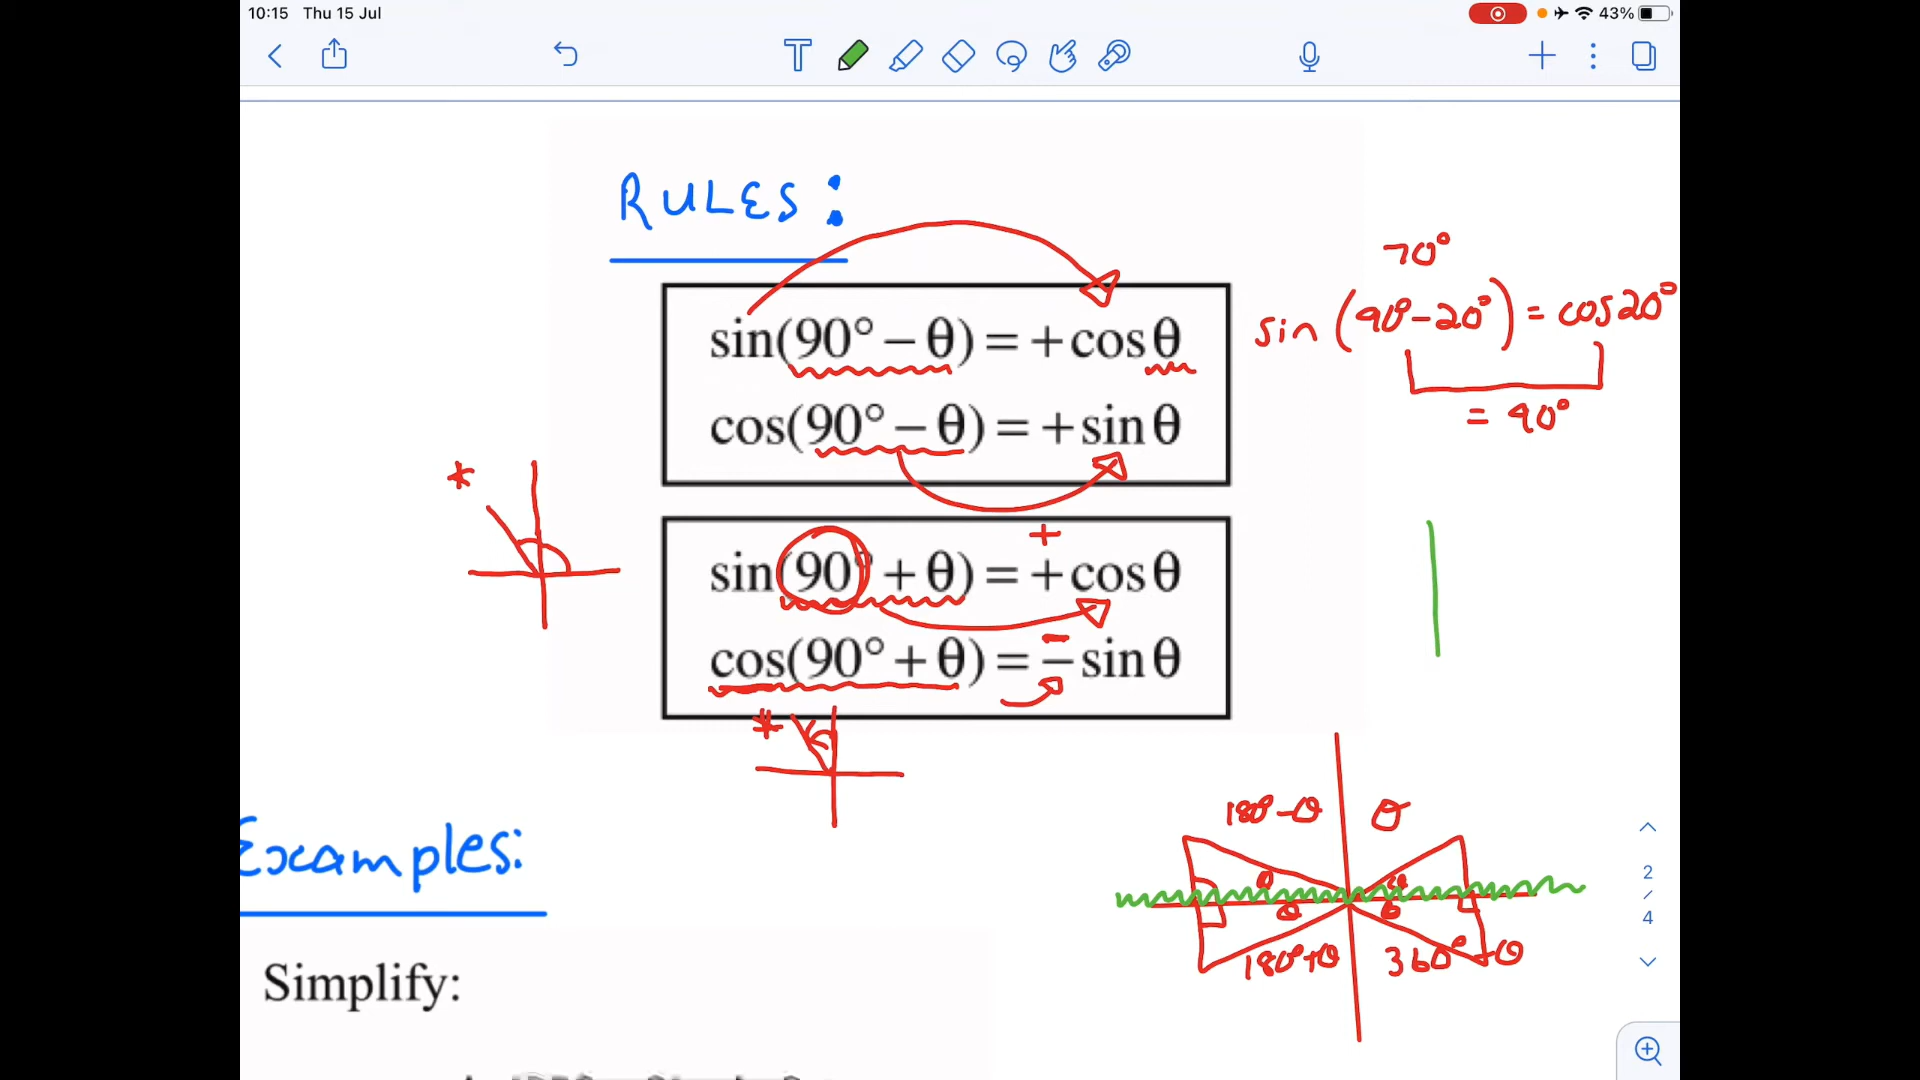 10:15 Thu 15 Jul
43%
RULES:
70°
sin(90° − θ) = +cos θ
sin (90° − 20°) = cos 20°
cos(90° − θ) = +sin θ
= 90°
*
+
sin(90° + θ) = +cos θ
−
cos(90° + θ) = −sin θ
*
180° − θ
θ
Examples:
θ
θ
θ
θ
180° + θ
360° − θ
2
/
4
Simplify: